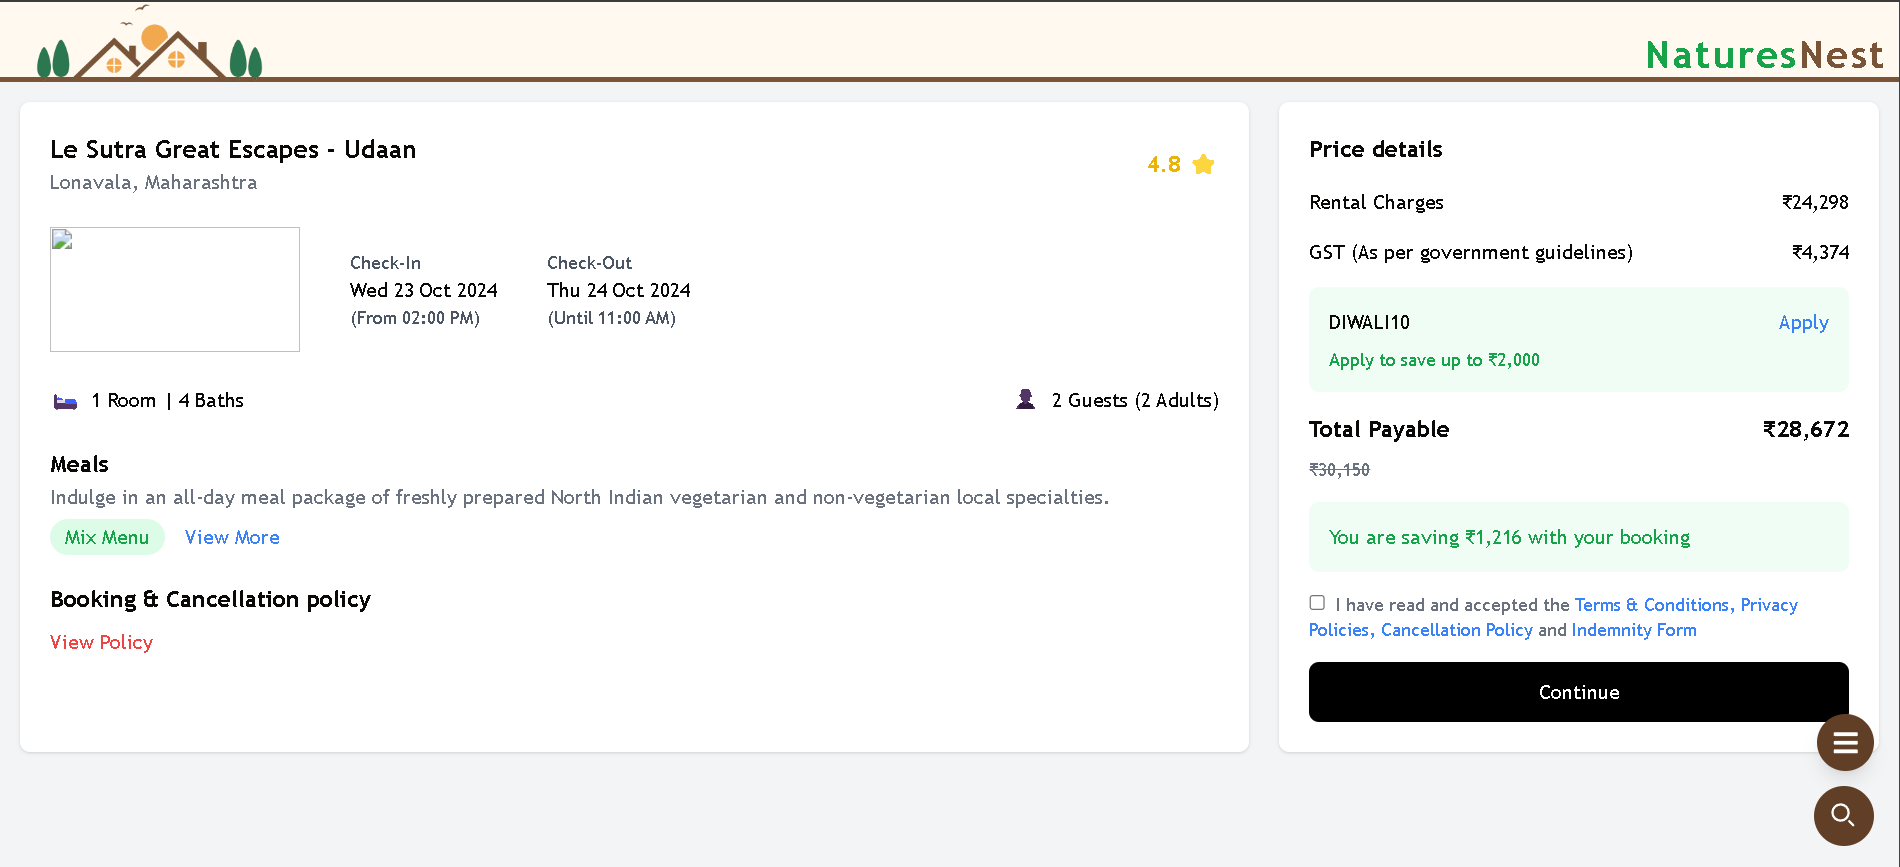 NaturesNest
Le Sutra Great Escapes - Udaan
Lonavala, Maharashtra
4.8
Check-In
Wed 23 Oct 2024
(From 02:00 PM)
Check-Out
Thu 24 Oct 2024
(Until 11:00 AM)
1 Room | 4 Baths
2 Guests (2 Adults)
Meals
Indulge in an all-day meal package of freshly prepared North Indian vegetarian and non-vegetarian local specialties.
Mix Menu View More
Booking & Cancellation policy
View Policy
Price details
Rental Charges ₹24,298
GST (As per government guidelines) ₹4,374
DIWALI10 Apply
Apply to save up to ₹2,000
Total Payable ₹28,672
₹30,150
You are saving ₹1,216 with your booking
I have read and accepted the Terms & Conditions, Privacy
Policies, Cancellation Policy and Indemnity Form
Continue